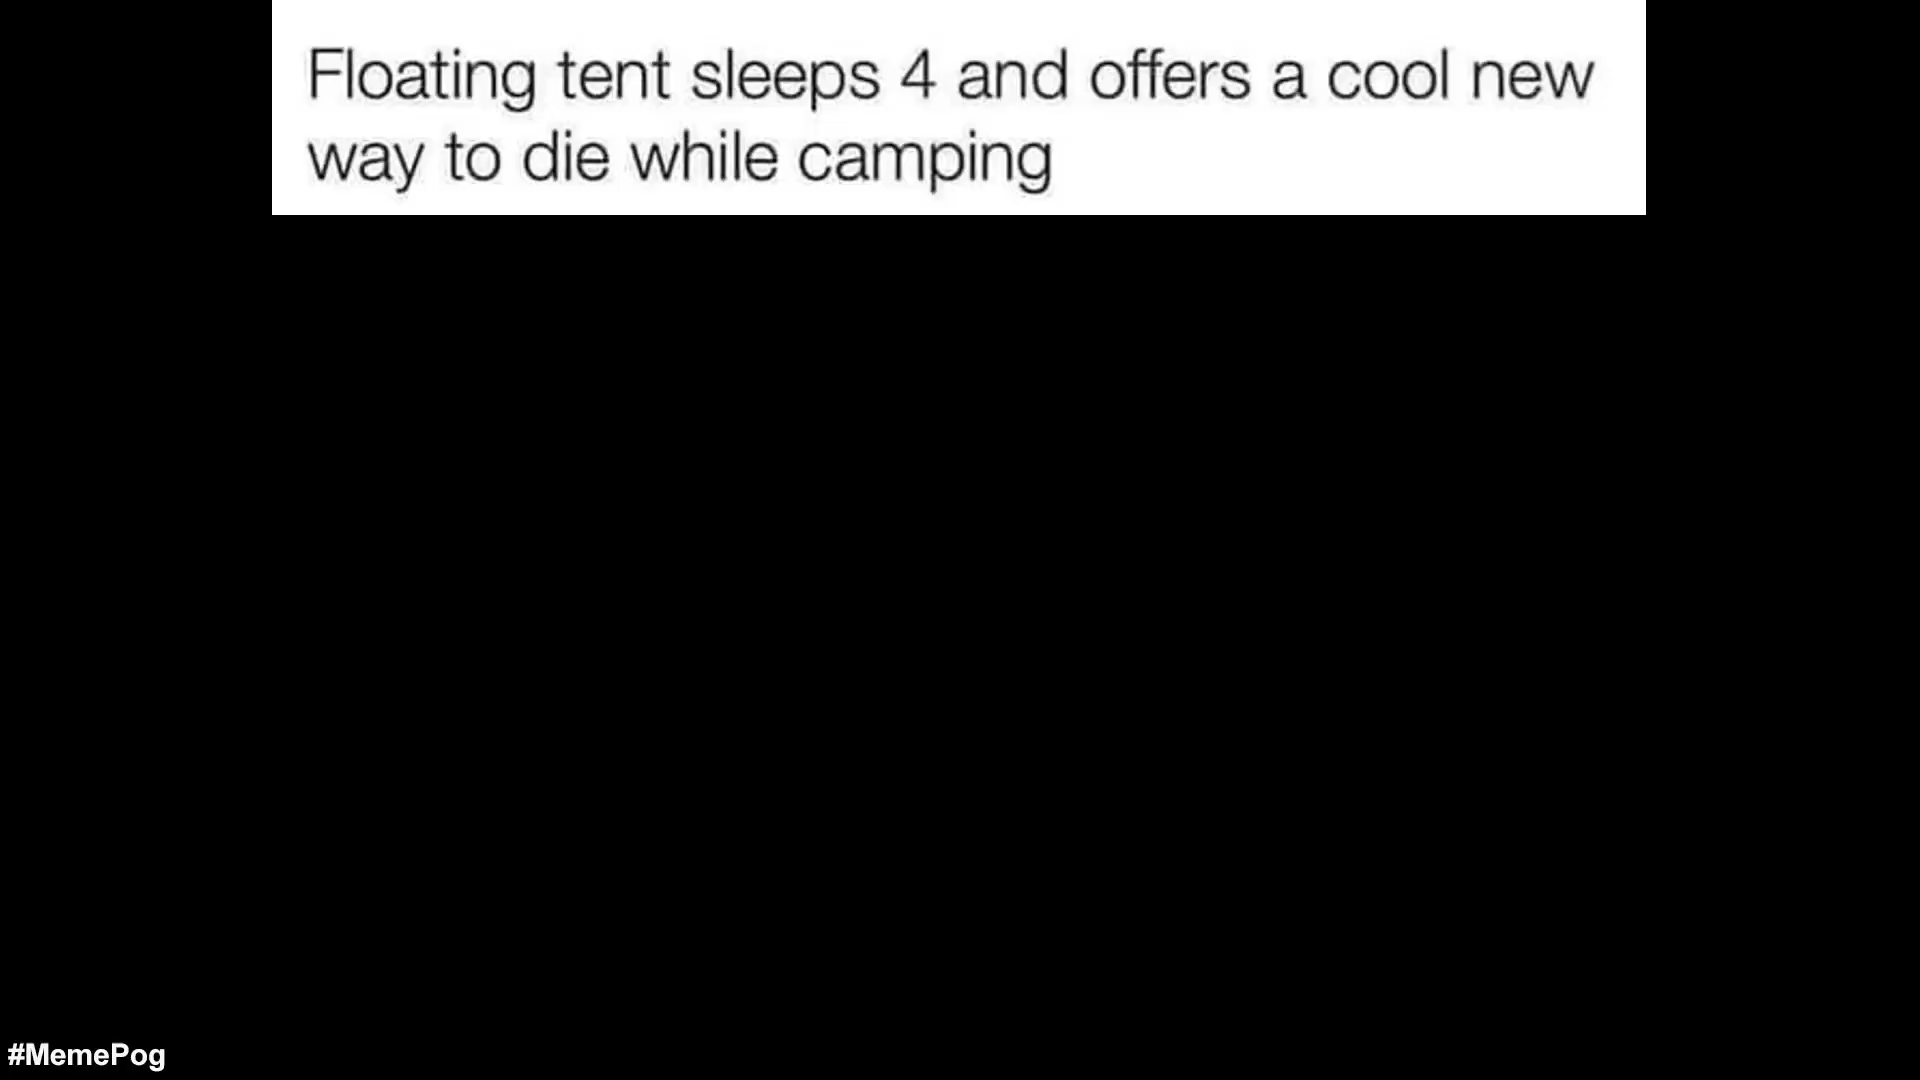 Floating tent sleeps 4 and offers a cool new
way to die while camping
#MemePog